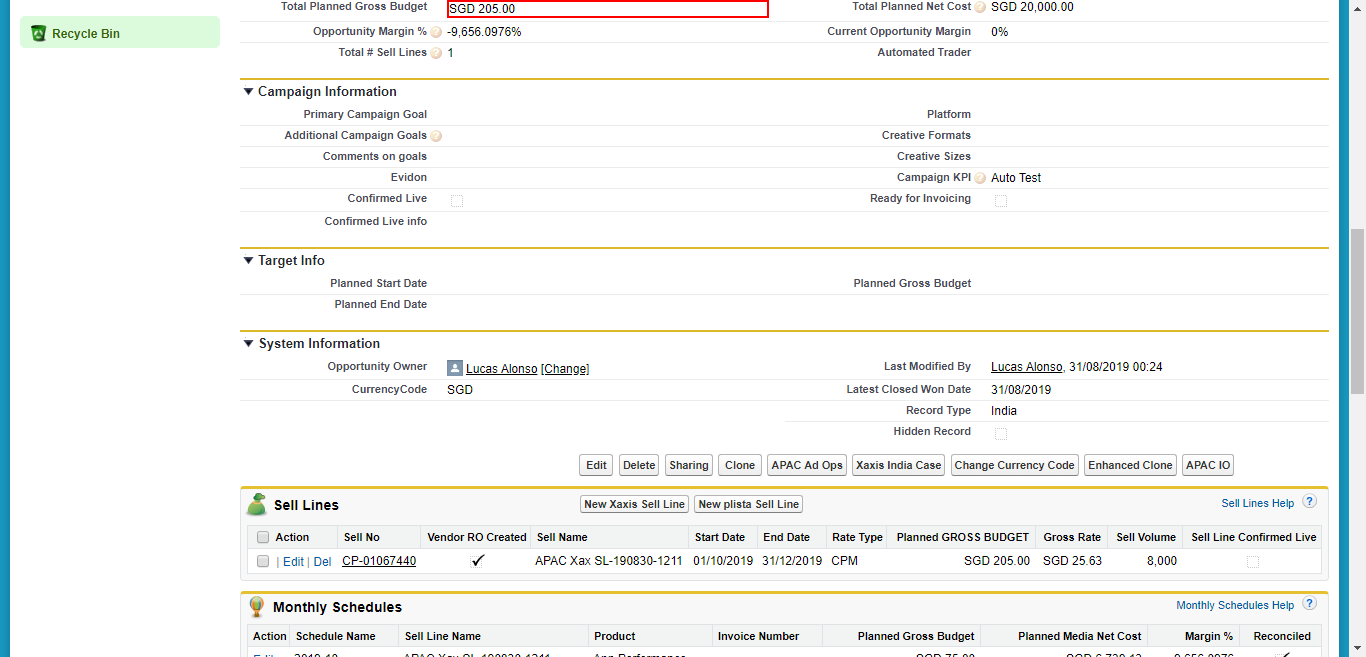 Total Planned Gross Budget SGD 205.00 Total Planned Net Cost SGD 20,000.00
Recycle Bin
Opportunity Margin % -9,656.0976% Current Opportunity Margin 0%
Total # Sell Lines 1 Automated Trader
Campaign Information
Primary Campaign Goal Platform
Additional Campaign Goals Creative Formats
Comments on goals Creative Sizes
Evidon Campaign KPI Auto Test
Confirmed Live Ready for Invoicing
Confirmed Live info
Target Info
Planned Start Date Planned Gross Budget
Planned End Date
System Information
Opportunity Owner Lucas Alonso [Change] Last Modified By Lucas Alonso, 31/08/2019 00:24
CurrencyCode SGD Latest Closed Won Date 31/08/2019
Record Type India
Hidden Record
Edit Delete Sharing Clone APAC Ad Ops Xaxis India Case Change Currency Code Enhanced Clone APAC IO
Sell Lines New Xaxis Sell Line New plista Sell Line Sell Lines Help ?
Action Sell No Vendor RO Created Sell Name Start Date End Date Rate Type Planned GROSS BUDGET Gross Rate Sell Volume Sell Line Confirmed Live
| Edit | Del CP-01067440 APAC Xax SL-190830-1211 01/10/2019 31/12/2019 CPM SGD 205.00 SGD 25.63 8,000
Monthly Schedules Monthly Schedules Help ?
Action Schedule Name Sell Line Name Product Invoice Number Planned Gross Budget Planned Media Net Cost Margin % Reconciled